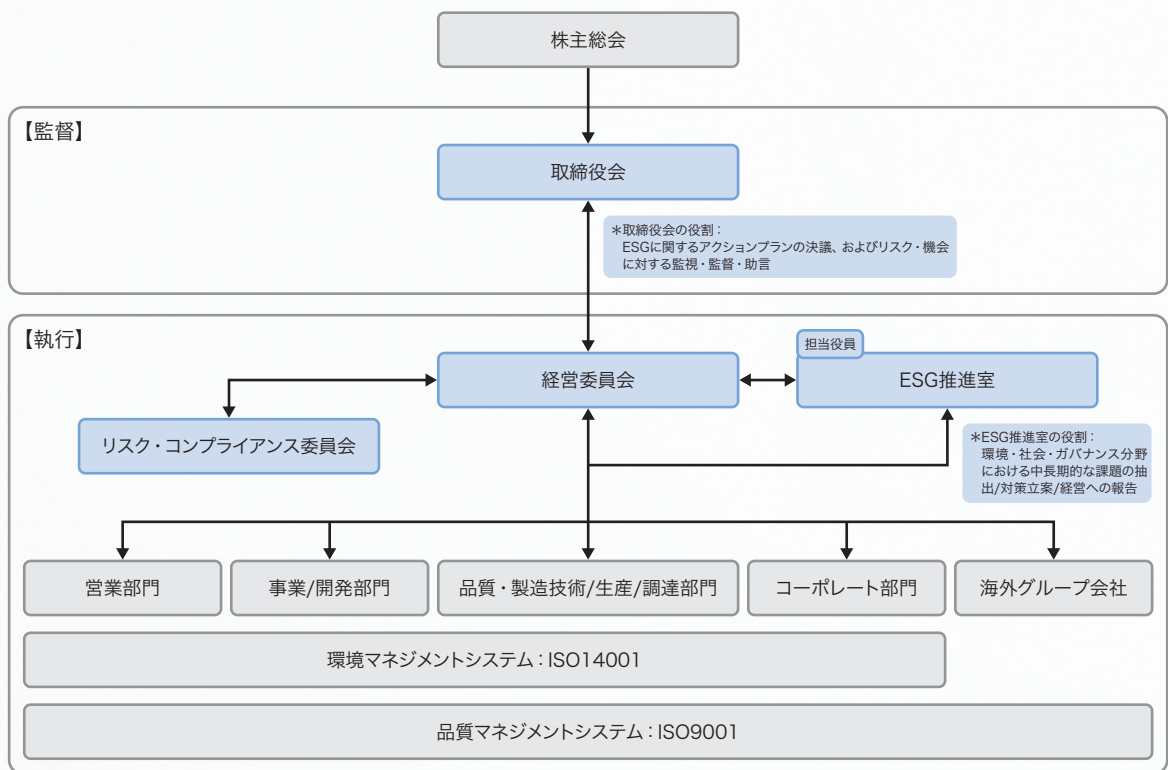 株主総会
【監督】
取締役会
＊取締役会の役割：
ESGに関するアクションプランの決議、およびリスク・機会
に対する監視・監督・助言
【執行】
担当役員
経営委員会
ESG推進室
リスク・コンプライアンス委員会
＊ESG推進室の役割：
環境・社会・ガバナンス分野
における中長期的な課題の抽
出/対策立案/経営への報告
営業部門
事業/開発部門
品質・製造技術/生産/調達部門
コーポレート部門
海外グループ会社
環境マネジメントシステム：ISO14001
品質マネジメントシステム：ISO9001